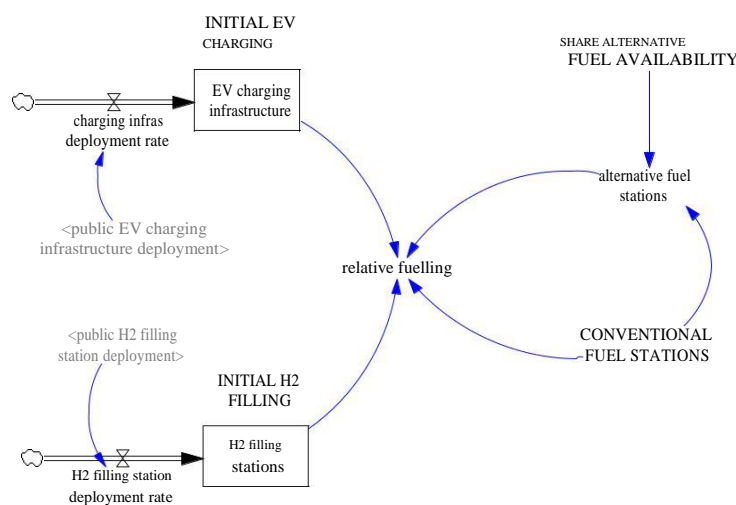 INITIAL EV
CHARGING
EV charging
infrastructure
charging infras
deployment rate
<public EV charging
infrastructure deployment>
SHARE ALTERNATIVE
FUEL AVAILABILITY
alternative fuel
stations
relative fuelling
CONVENTIONAL
FUEL STATIONS
<public H2 filling
station deployment>
INITIAL H2
FILLING
H2 filling
stations
H2 filling station
deployment rate